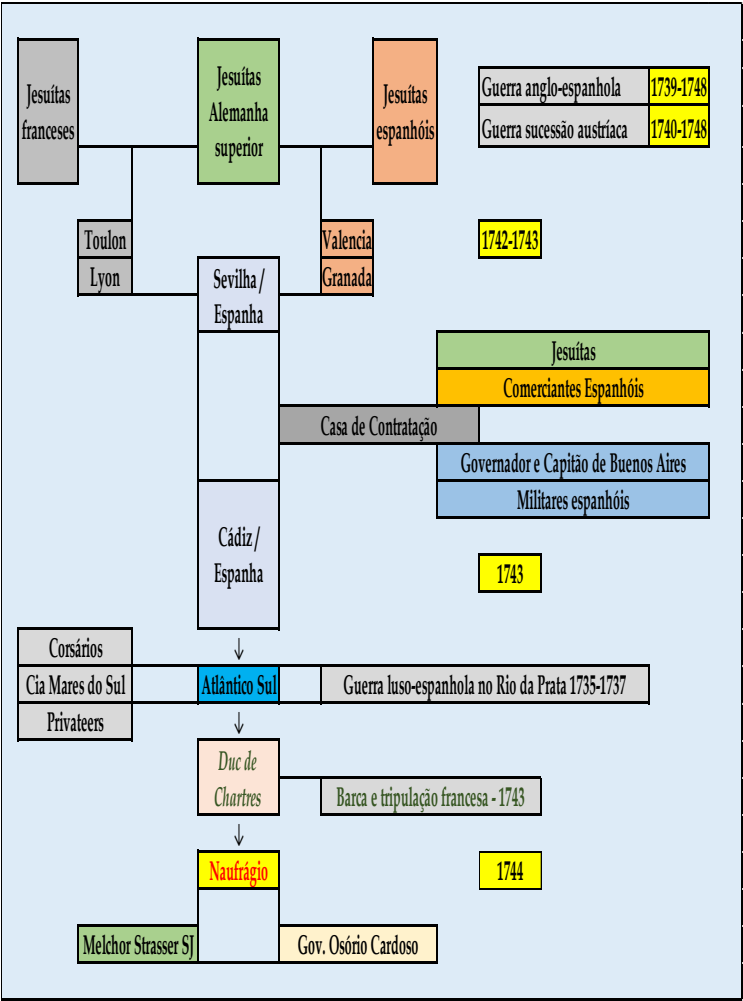 Jesuítas
franceses
Jesuítas
Alemanha
superior
Jesuítas
espanhóis
Guerra anglo-espanhola 1739-1748
Guerra sucessão austríaca 1740-1748
Toulon
Lyon
Valencia
Granada
1742-1743
Sevilha /
Espanha
Jesuítas
Comerciantes Espanhóis
Casa de Contratação
Governador e Capitão de Buenos Aires
Militares espanhóis
Cádiz /
Espanha
1743
Corsários
Cia Mares do Sul
Privateers
Atlântico Sul
Guerra luso-espanhola no Rio da Prata 1735-1737
Duc de
Chartres
Barca e tripulação francesa - 1743
Naufrágio
1744
Melchor Strasser SJ
Gov. Osório Cardoso